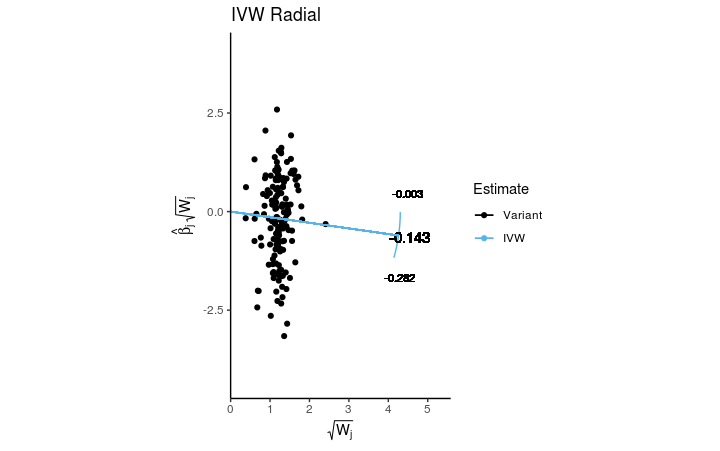 IVW Radial
2.5
0.0
-2.5
β̂ⱼ√Wⱼ
-0.003
-0.143
-0.282
0 1 2 3 4 5
√Wⱼ
Estimate
Variant
IVW